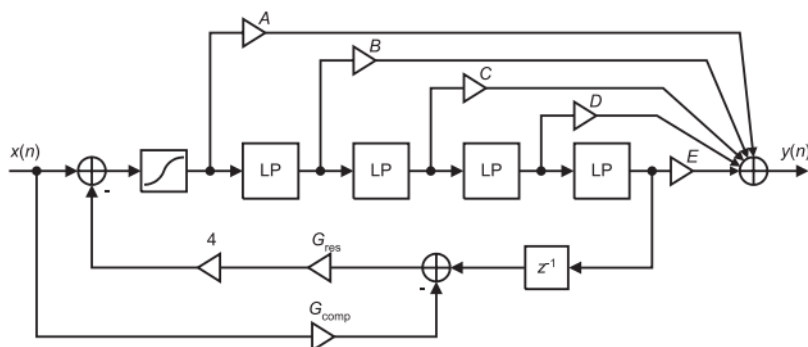 A
B
C
D
x(n)
E
y(n)
LP
LP
LP
LP
-
4
G_res
-
z⁻¹
G_comp